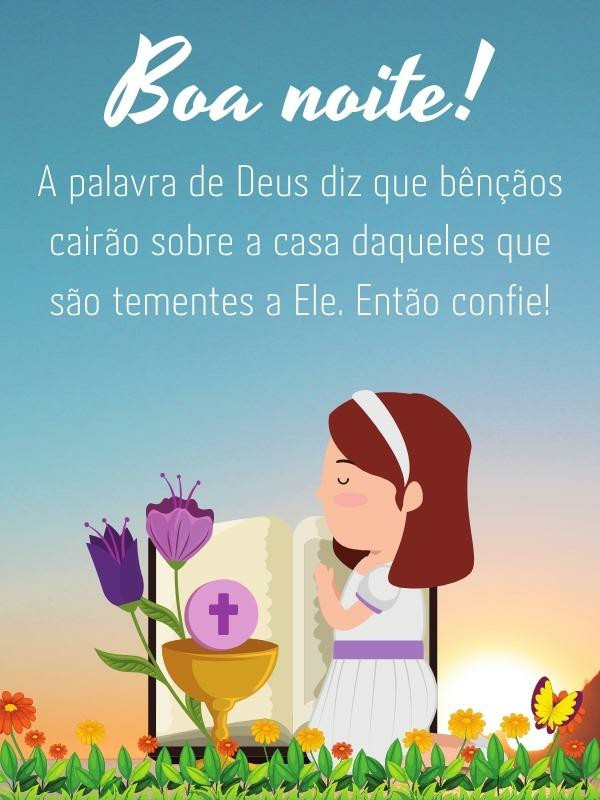 Boa noite!
A palavra de Deus diz que bênçãos
cairão sobre a casa daqueles que
são tementes a Ele. Então confie!